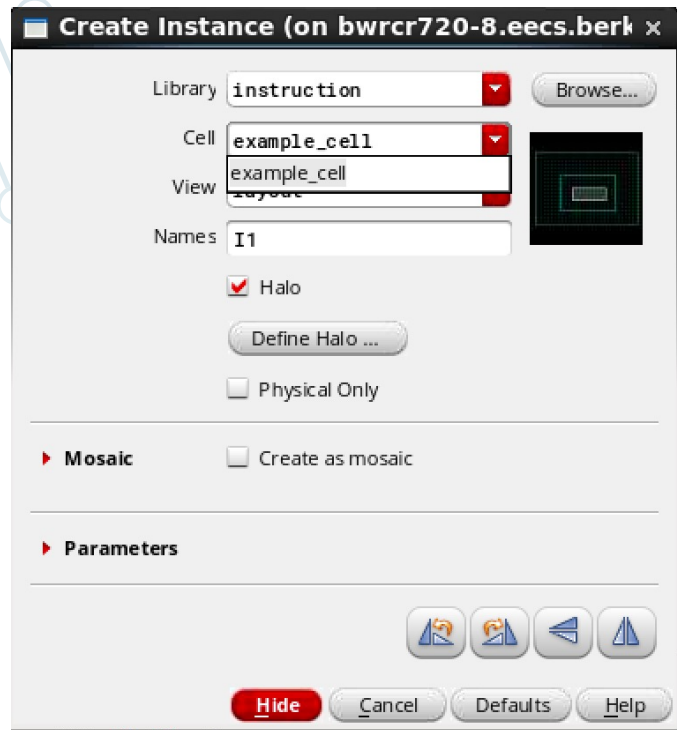 Create Instance (on bwrcr720-8.eecs.berk
Library instruction Browse...
Cell example_cell
example_cell
View layout
Names I1
Halo
Define Halo ...
Physical Only
Mosaic Create as mosaic
Parameters
Hide Cancel Defaults Help